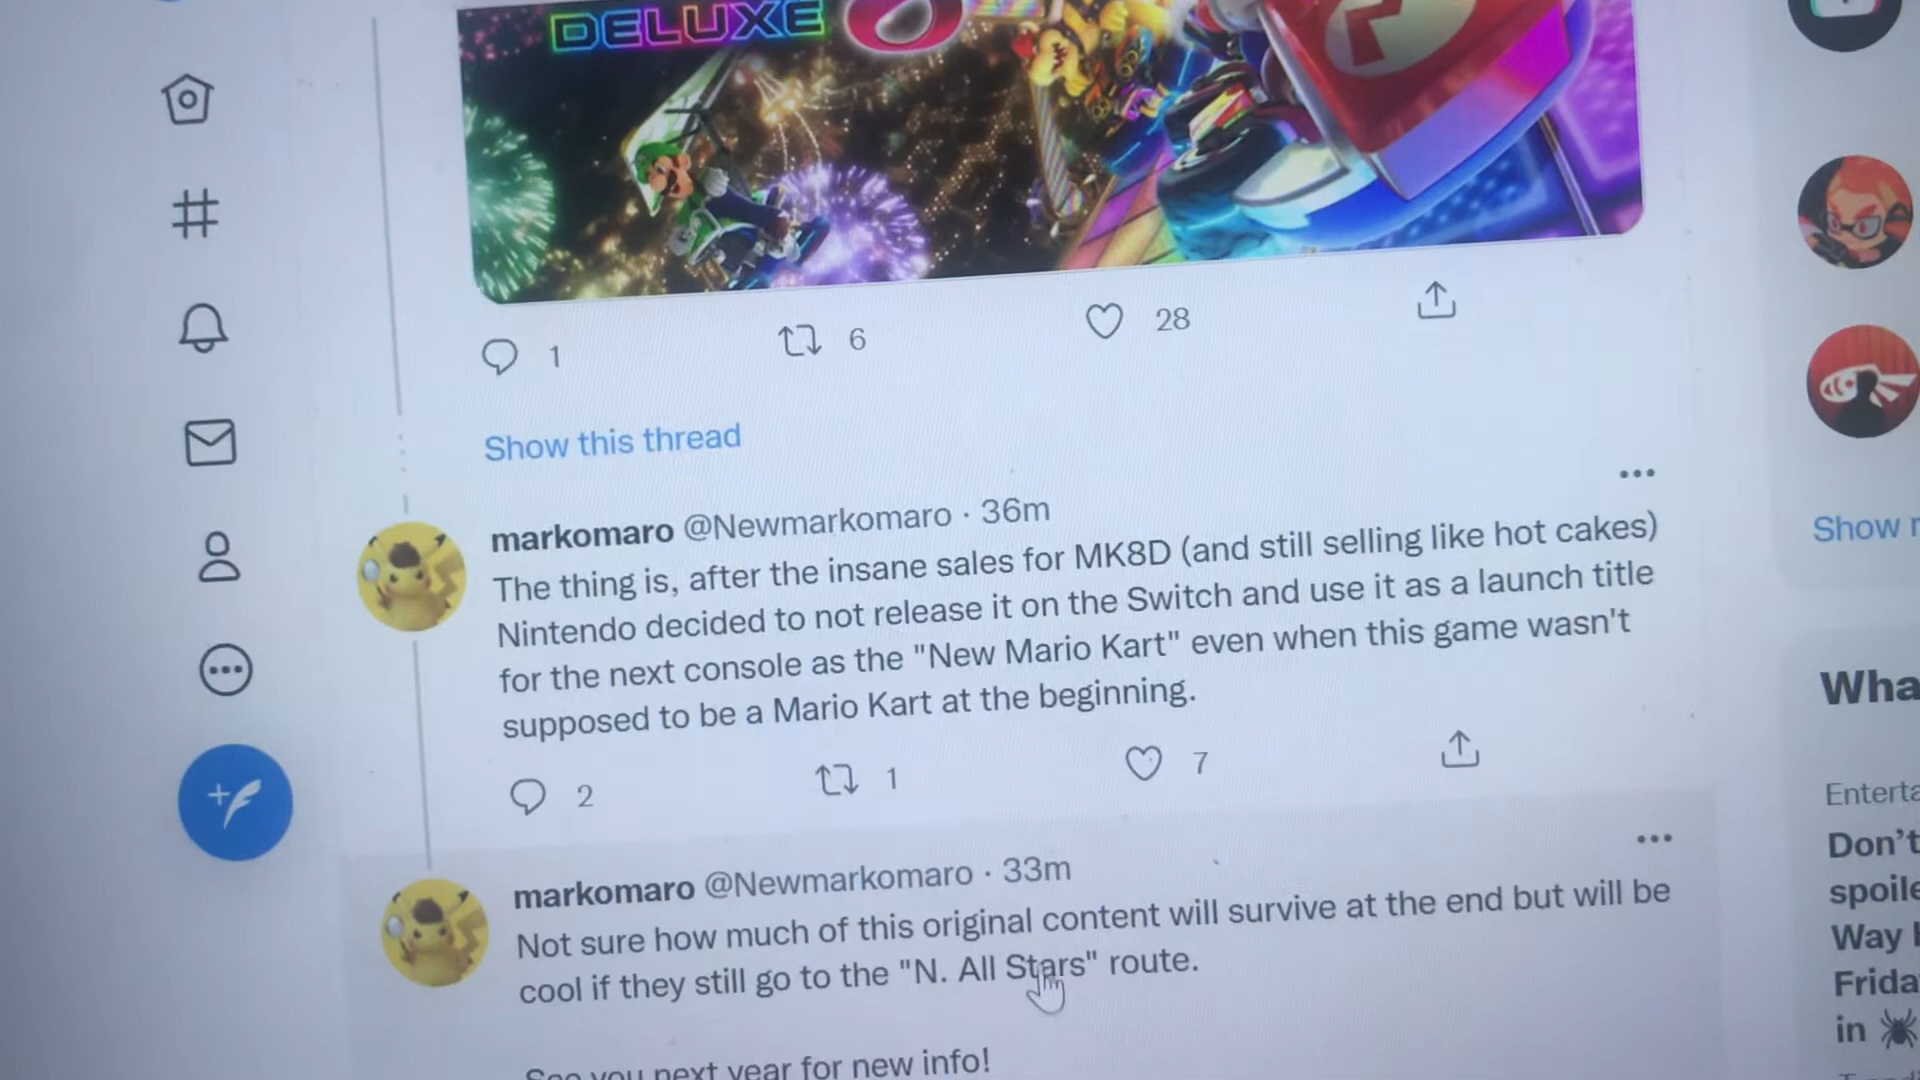 DELUXE 8
1 6 28
Show this thread
markomaro @Newmarkomaro · 36m
The thing is, after the insane sales for MK8D (and still selling like hot cakes)
Nintendo decided to not release it on the Switch and use it as a launch title
for the next console as the "New Mario Kart" even when this game wasn't
supposed to be a Mario Kart at the beginning.
2 1 7
markomaro @Newmarkomaro · 33m
Not sure how much of this original content will survive at the end but will be
cool if they still go to the "N. All Stars" route.
See you next year for new info!
Show
Wha
Enterta
Don't
spoile
Way
Frida
in